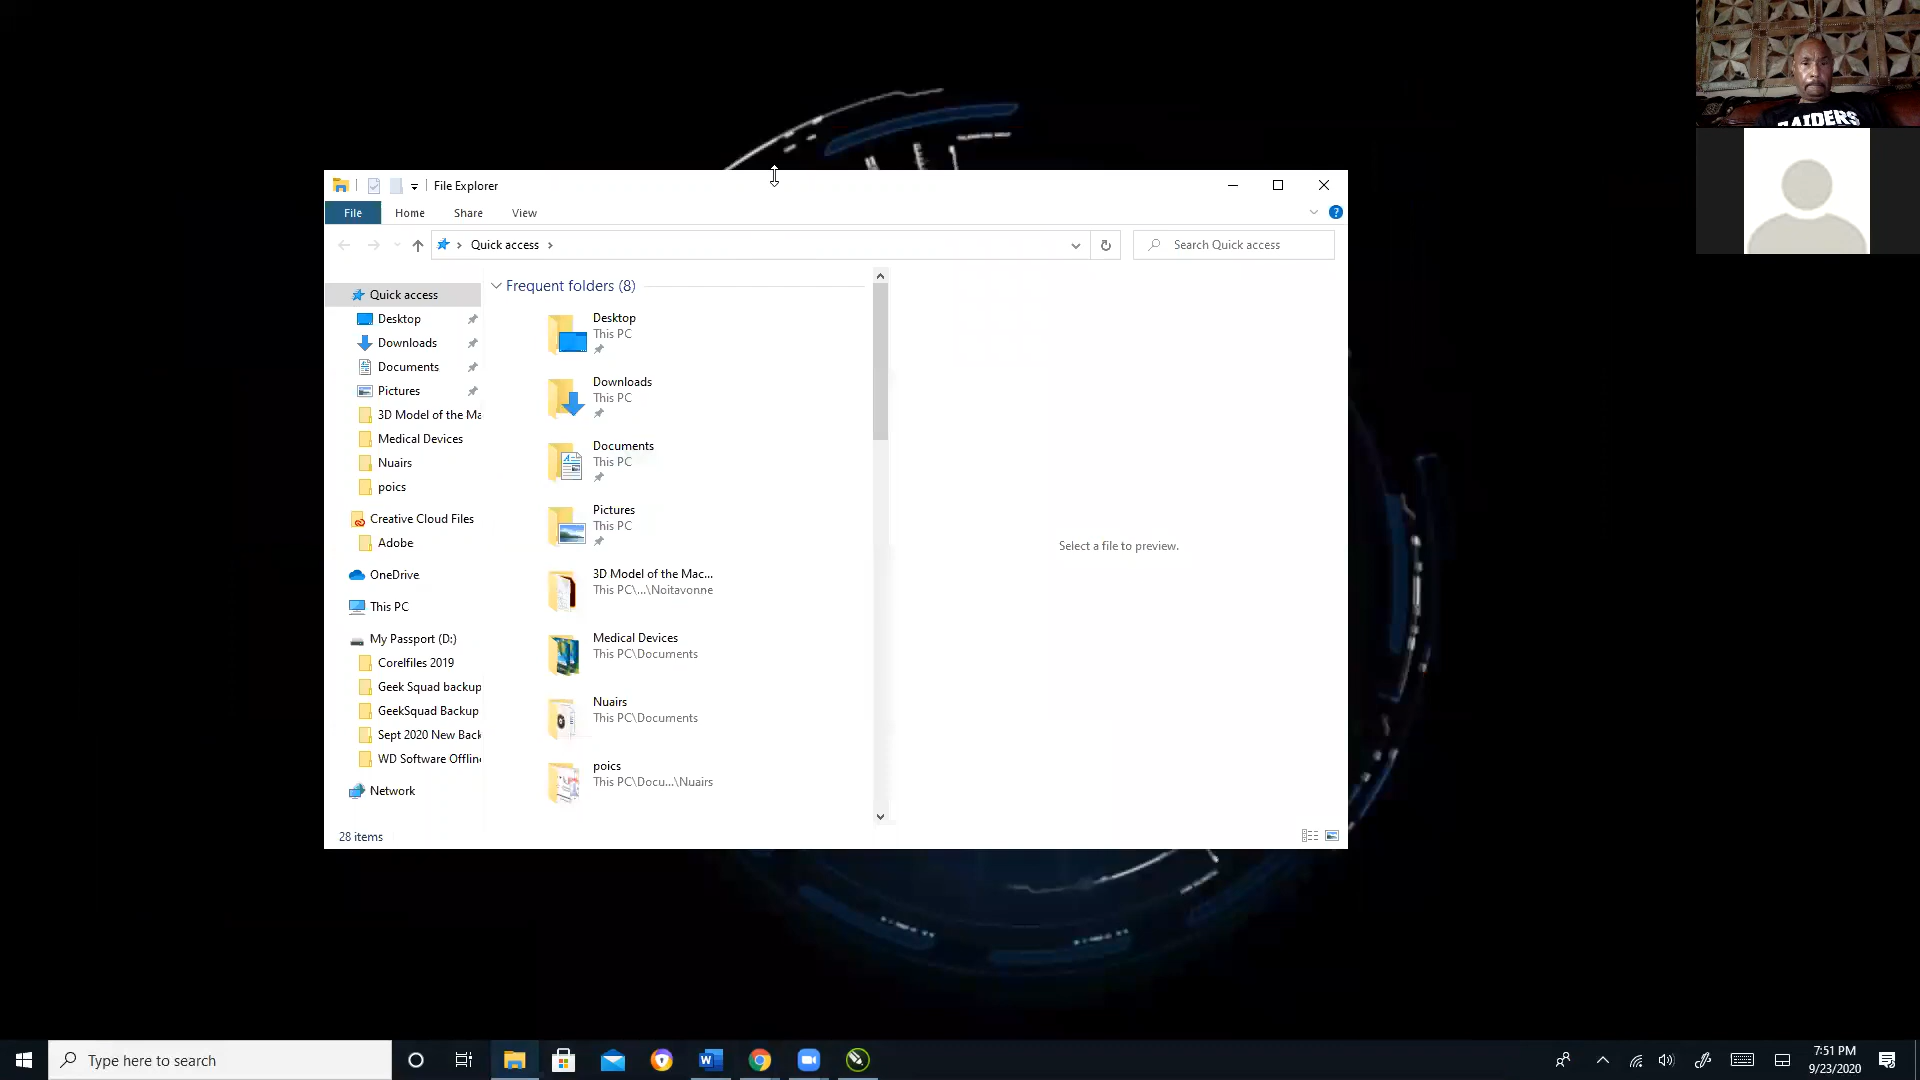 RAIDERS
File Explorer
File Home Share View
Quick access
Search Quick access
Quick access
Desktop
Downloads
Documents
Pictures
3D Model of the Ma
Medical Devices
Nuairs
poics
Creative Cloud Files
Adobe
OneDrive
This PC
My Passport (D:)
Corelfiles 2019
Geek Squad backup
GeekSquad Backup
Sept 2020 New Back
WD Software Offline
Network
Frequent folders (8)
Desktop
This PC
Downloads
This PC
Documents
This PC
Pictures
This PC
3D Model of the Mac...
This PC\...\Noitavonne
Medical Devices
This PC\Documents
Nuairs
This PC\Documents
poics
This PC\Docu...\Nuairs
Select a file to preview.
28 items
Type here to search
7:51 PM
9/23/2020